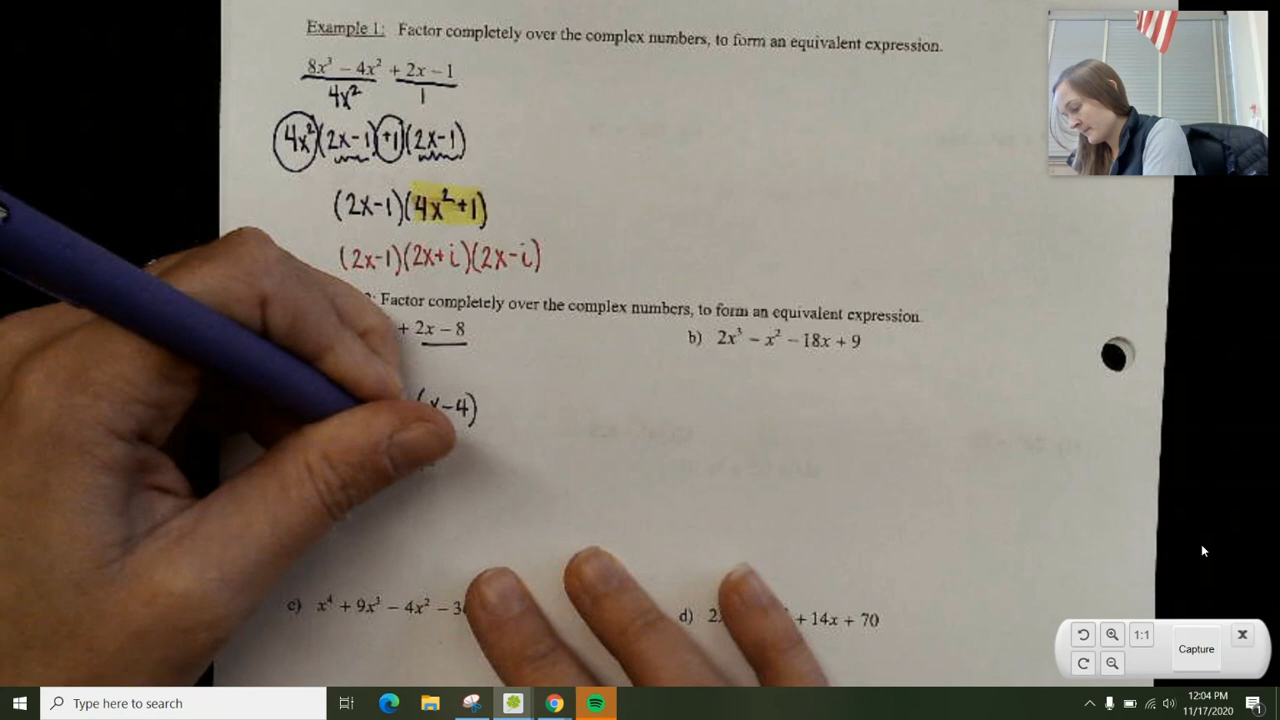 Example 1: Factor completely over the complex numbers, to form an equivalent expression.
8x³ − 4x² + 2x − 1
4x² 1
4x²(2x−1)+1(2x−1)
(2x−1)(4x²+1)
(2x−1)(2x+i)(2x−i)
: Factor completely over the complex numbers, to form an equivalent expression.
+ 2x − 8
b) 2x³ − x² − 18x + 9
(x−4)
c) x⁴ + 9x³ − 4x² − 3
d) 2 + 14x + 70
1:1
Capture
Type here to search
12:04 PM
11/17/2020
1